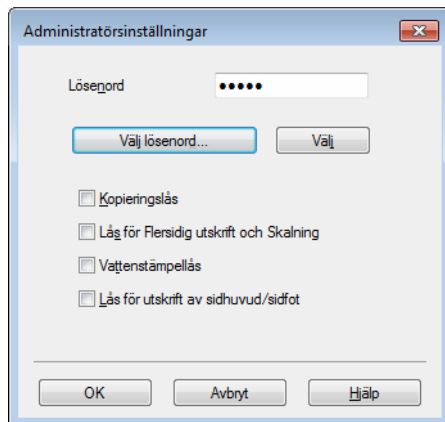 Administratörsinställningar
Lösenord •••••
Välj lösenord... Välj
Kopieringslås
Lås för Flersidig utskrift och Skalning
Vattenstämpellås
Lås för utskrift av sidhuvud/sidfot
OK Avbryt Hjälp